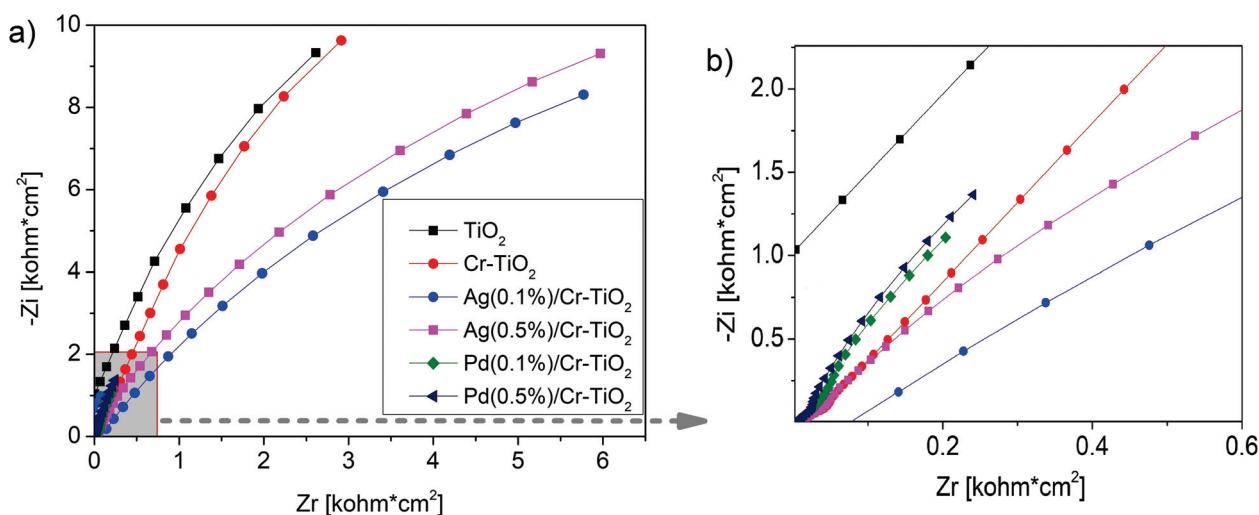 a)
10
8
6
4
2
0
-Zi [kohm*cm²]
0
1
2
3
4
5
6
Zr [kohm*cm²]
TiO₂
Cr-TiO₂
Ag(0.1%)/Cr-TiO₂
Ag(0.5%)/Cr-TiO₂
Pd(0.1%)/Cr-TiO₂
Pd(0.5%)/Cr-TiO₂
b)
2.0
1.5
1.0
0.5
-Zi [kohm*cm²]
0.2
0.4
0.6
Zr [kohm*cm²]